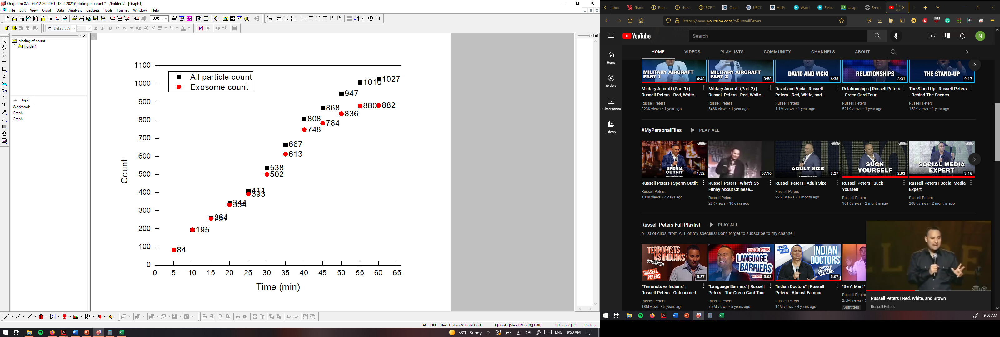 OriginPro 8.5 - G:\12-20-2021 (12-2-2021)\ploting of count * - /Folder1/ - [Graph1]
File Edit View Graph Data Analysis Gadgets Tools Format Window Help
100%
Default: A 0
ploting of count
Folder1
Type
Workbook
Graph
Graph
1
1100
1000
900
800
700
600
500
400
300
200
100
0
Count
All particle count
Exosome count
1027
1010
947
880
882
868
836
808
784
748
667
613
538
502
411
393
344
334
264
257
195
84
0 5 10 15 20 25 30 35 40 45 50 55 60 65
Time (min)
AU : ON Dark Colors & Light Grids 1:[Book1]Sheet1!Col(B)[1:30] 1:[Graph1]1!1 Radian
53°F Sunny ENG 9:50 AM
Inbox Gradu Proce thesis ECE T Case USCIS All Fo Watch FMov Jalape Smok
https://www.youtube.com/c/RussellPeters
203
YouTube
Search
N
HOME VIDEOS PLAYLISTS COMMUNITY CHANNELS ABOUT
Home
Explore
Subscriptions
Library
MILITARY AIRCRAFT PART 1 4:48
MILITARY AIRCRAFT PART 2 3:58
DAVID AND VICKI 6:38
RELATIONSHIPS 3:31
THE STAND-UP 9:17
Military Aircraft (Part 1) |
Russell Peters - Red, White...
Russell Peters
823K views • 1 year ago
Military Aircraft (Part 2) |
Russell Peters - Red, White...
Russell Peters
546K views • 1 year ago
David and Vicki | Russell
Peters - Red, White, and...
Russell Peters
1.1M views • 1 year ago
Relationships | Russell Peters
- Green Card Tour
Russell Peters
521K views • 1 year ago
The Stand Up | Russell Peters
- Behind The Scenes
Russell Peters
153K views • 1 year ago
#MyPersonalFiles PLAY ALL
SPERM
OUTFIT
1:32
57:16
ADULT SIZE
3:27
SUCK
YOURSELF
2:03
SOCIAL MEDIA
EXPERT
3:16
Russell Peters | Sperm Outfit
Russell Peters
103K views • 4 days ago
Russell Peters | What's So
Funny About Chinese...
Russell Peters
28K views • 10 days ago
Russell Peters | Adult Size
Russell Peters
226K views • 1 month ago
Russell Peters | Suck
Yourself
Russell Peters
161K views • 2 months ago
Russell Peters | Social Media
Expert
Russell Peters
208K views • 2 months ago
Russell Peters Full Playlist PLAY ALL
A list of clips, from ALL of my specials! Don't forget to subscribe to my channel!
TERRORISTS
VS INDIANS
OUTSOURCED
RUSSELL
PETERS
5:37
RUSSELL PETERS
LANGUAGE
BARRIERS
5:03
RUSSELL
PETERS
INDIAN
DOCTORS
ALMOST
FAMOUS
5:07
"Terrorists vs Indians" |
Russell Peters - Outsourced
Russell Peters
18M views • 5 years ago
"Language Barriers" | Russell
Peters - The Green Card Tour
Russell Peters
7.7M views • 5 years ago
"Indian Doctors" | Russell
Peters - Almost Famous
Russell Peters
14M views • 4 years ago
"Be A Man!"
Russell Peters
2.5M views •
Subtitles
Russell Peters | Red, White, and Brown
Russell Peters
9:50 AM